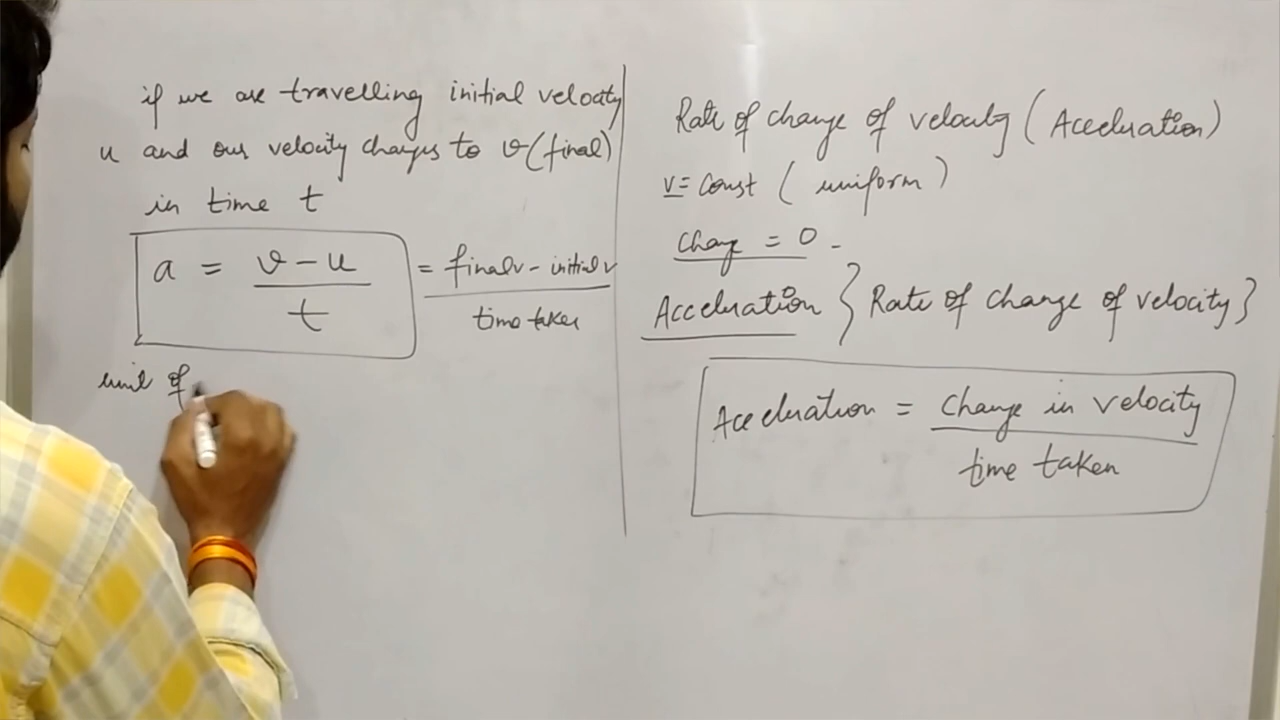 if we are travelling initial velocity
u and our velocity changes to v (final)
in time t
a = v - u / t = final v - initial v / time taken
unit of
Rate of change of velocity (Acceleration)
v = Const (uniform)
change = 0 -
Acceleration } Rate of change of velocity }
Acceleration = Change in velocity / time taken